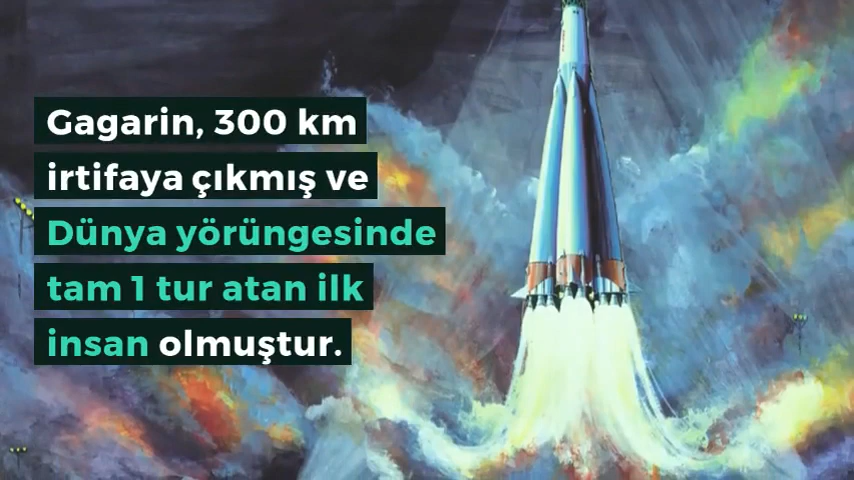 Gagarin, 300 km
irtifaya çıkmış ve
Dünya yörüngesinde
tam 1 tur atan ilk
insan olmuştur.